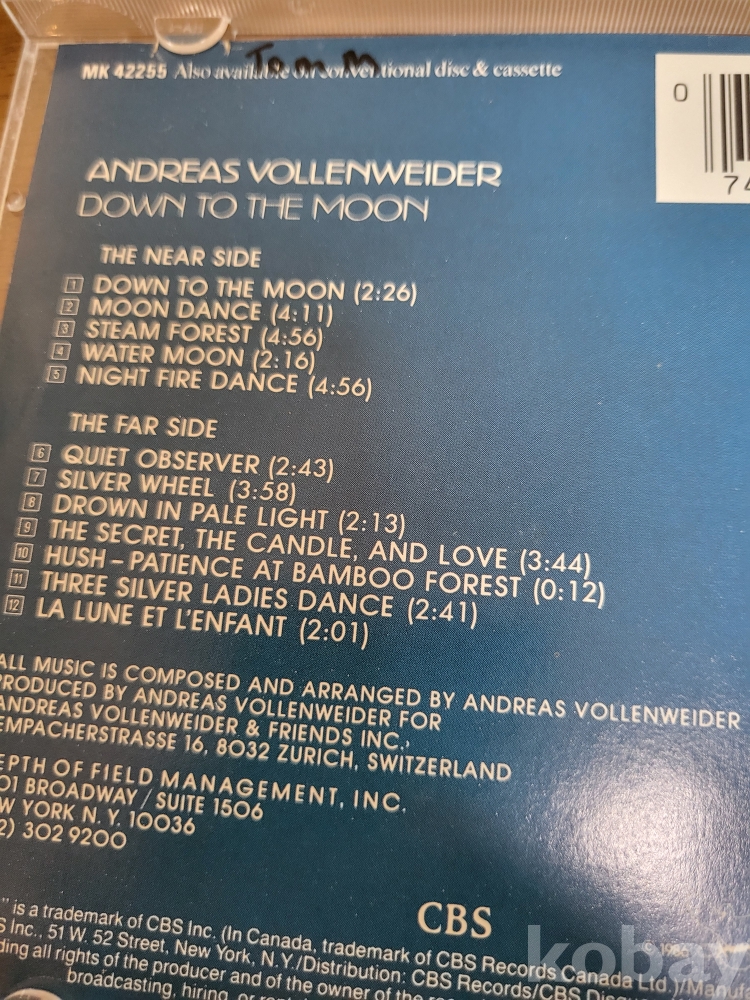 Tom M
MK 42255 Also available on conventional disc & cassette
0
74
ANDREAS VOLLENWEIDER
DOWN TO THE MOON
THE NEAR SIDE
1 DOWN TO THE MOON (2:26)
2 MOON DANCE (4:11)
3 STEAM FOREST (4:56)
4 WATER MOON (2:16)
5 NIGHT FIRE DANCE (4:56)
THE FAR SIDE
6 QUIET OBSERVER (2:43)
7 SILVER WHEEL (3:58)
8 DROWN IN PALE LIGHT (2:13)
9 THE SECRET, THE CANDLE, AND LOVE (3:44)
10 HUSH – PATIENCE AT BAMBOO FOREST (0:12)
11 THREE SILVER LADIES DANCE (2:41)
12 LA LUNE ET L'ENFANT (2:01)
ALL MUSIC IS COMPOSED AND ARRANGED BY ANDREAS VOLLENWEIDER
PRODUCED BY ANDREAS VOLLENWEIDER FOR
ANDREAS VOLLENWEIDER & FRIENDS INC.,
EMPACHERSTRASSE 16, 8032 ZURICH, SWITZERLAND
EPTH OF FIELD MANAGEMENT, INC.
01 BROADWAY / SUITE 1506
W YORK N.Y. 10036
2) 302 9200
CBS
" is a trademark of CBS Inc. (In Canada, trademark of CBS Records Canada Ltd.)/Manuf
S Inc., 51 W. 52 Street, New York, N.Y./Distribution: CBS Records/CBS Disc
ding all rights of the producer and of the owner of the
broadcasting, hiring, or
© 1986
kobay